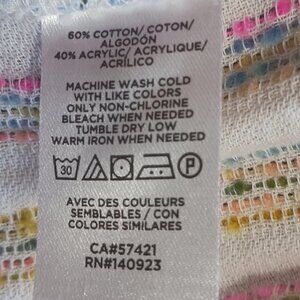 60% COTTON/ COTON/
ALGODÓN
40% ACRYLIC/ ACRYLIQUE/
ACRÍLICO
MACHINE WASH COLD
WITH LIKE COLORS
ONLY NON-CHLORINE
BLEACH WHEN NEEDED
TUMBLE DRY LOW
WARM IRON WHEN NEEDED
30 P
AVEC DES COULEURS
SEMBLABLES / CON
COLORES SIMILARES
CA#57421
RN#140923